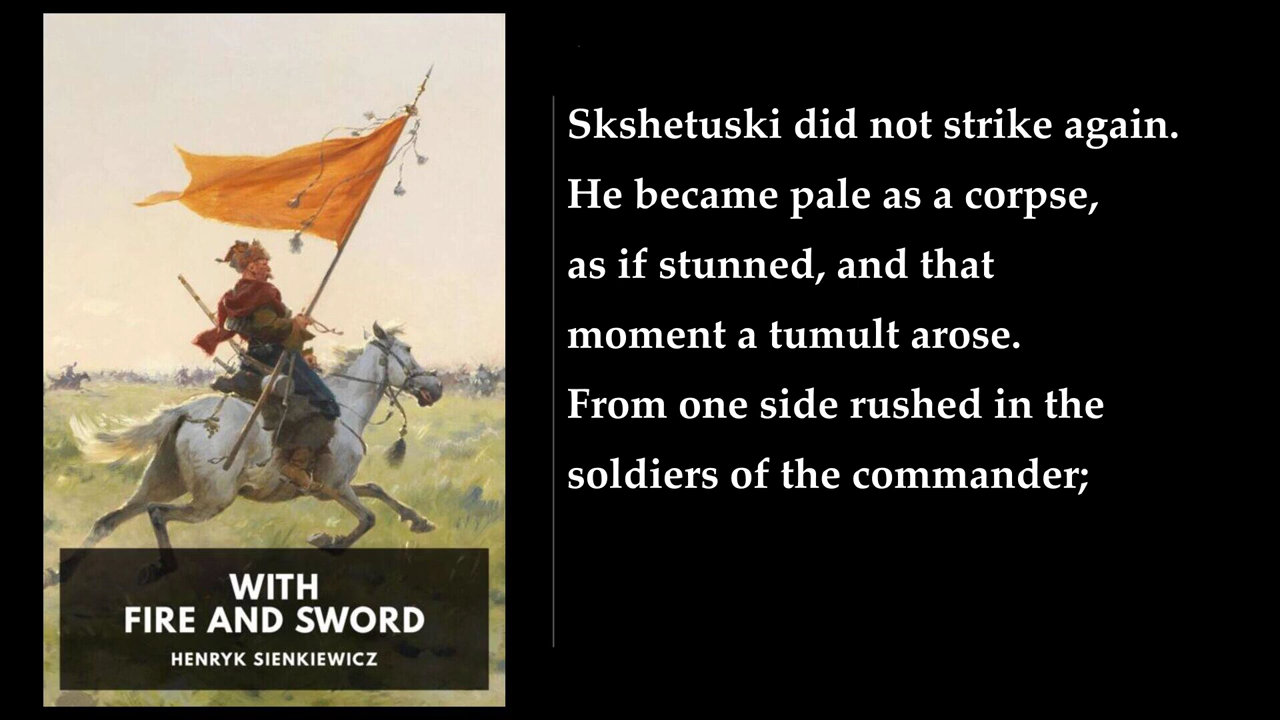 Skshetuski did not strike again.
He became pale as a corpse,
as if stunned, and that
moment a tumult arose.
From one side rushed in the
soldiers of the commander;
WITH
FIRE AND SWORD
HENRYK SIENKIEWICZ